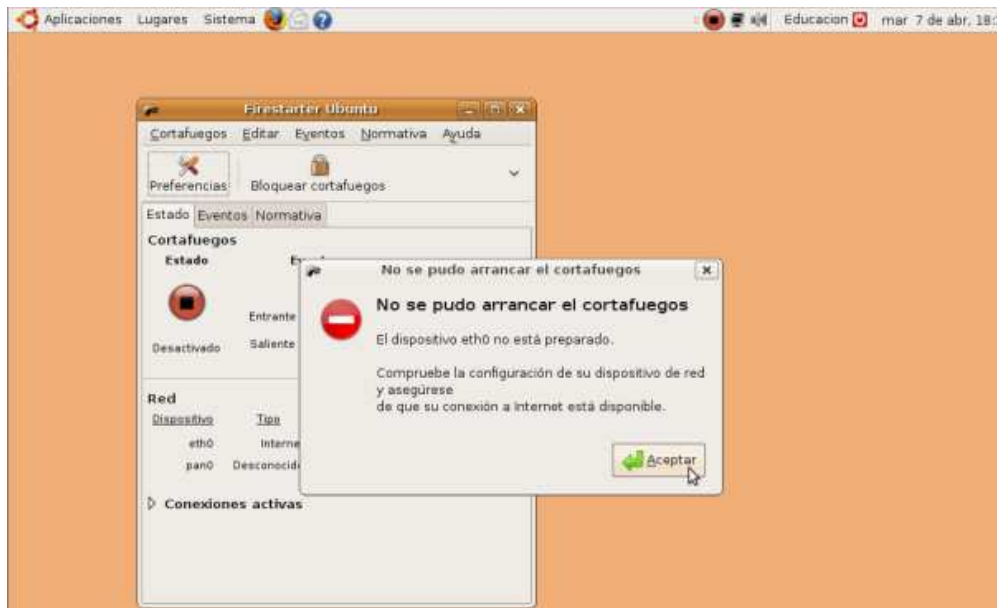 Aplicaciones Lugares Sistema Educacion mar 7 de abr, 18:
Firestarter Ubuntu
Cortafuegos Editar Eventos Normativa Ayuda
Preferencias Bloquear cortafuegos
Estado Eventos Normativa
Cortafuegos
Estado
Entrante
Saliente
Desactivado
Red
Dispositivo Tipo
eth0 Interne
pan0 Desconocid
Conexiones activas
No se pudo arrancar el cortafuegos
No se pudo arrancar el cortafuegos
El dispositivo eth0 no está preparado.
Compruebe la configuración de su dispositivo de red
y asegúrese
de que su conexión a Internet está disponible.
Aceptar